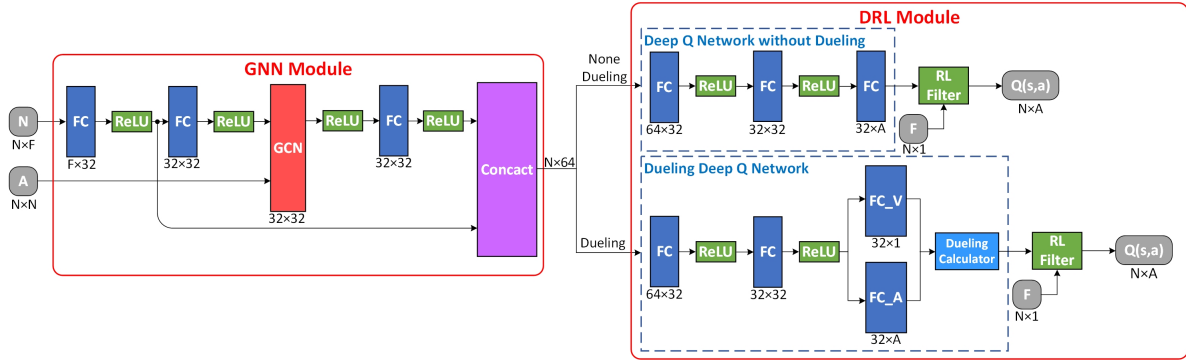 GNN Module
N
N×F
FC
F×32
ReLU
FC
32×32
ReLU
GCN
32×32
ReLU
FC
32×32
ReLU
Concact
A
N×N
N×64
None
Dueling
Dueling
DRL Module
Deep Q Network without Dueling
FC
64×32
ReLU
FC
32×32
ReLU
FC
32×A
RL
Filter
F
N×1
Q(s,a)
N×A
Dueling Deep Q Network
FC
64×32
ReLU
FC
32×32
ReLU
FC_V
32×1
FC_A
32×A
Dueling
Calculator
RL
Filter
F
N×1
Q(s,a)
N×A